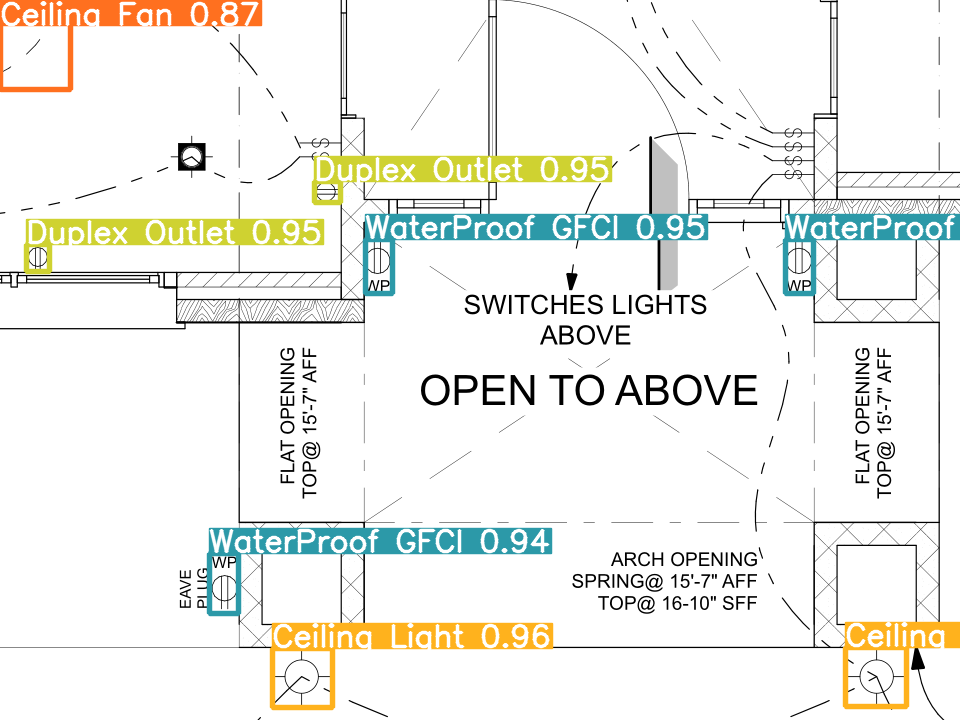 Ceiling Fan 0.87
SSS
SSSS
Duplex Outlet 0.95
Duplex Outlet 0.95
WaterProof GFCI 0.95
WaterProof
WP
WP
SWITCHES LIGHTS
ABOVE
OPEN TO ABOVE
FLAT OPENING
TOP@ 15'-7" AFF
FLAT OPENING
TOP@ 15'-7" AFF
WaterProof GFCI 0.94
WP
EAVE
PLUG
ARCH OPENING
SPRING@ 15'-7" AFF
TOP@ 16-10" SFF
Ceiling Light 0.96
Ceiling